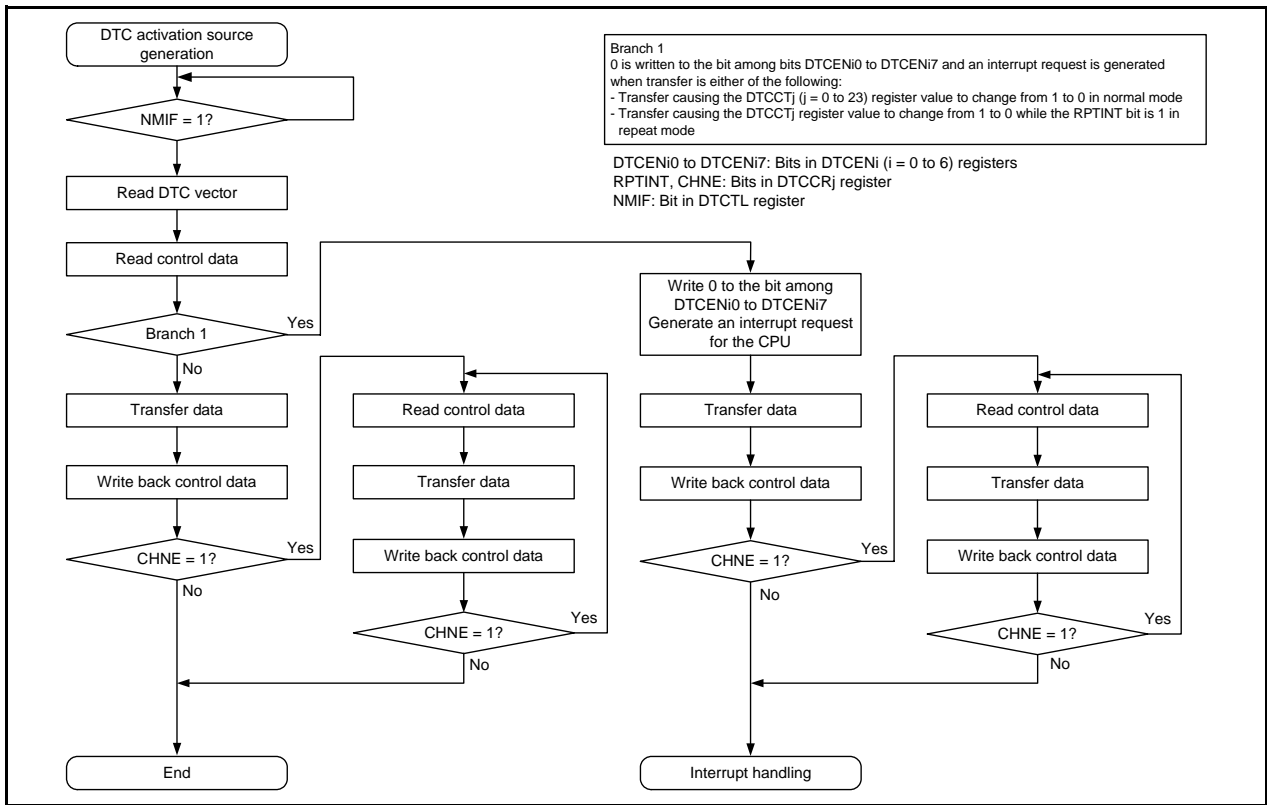 DTC activation source
generation
NMIF = 1?
Read DTC vector
Read control data
Branch 1
Yes
No
Transfer data
Write back control data
CHNE = 1?
Yes
No
End
Read control data
Transfer data
Write back control data
CHNE = 1?
Yes
No
Branch 1
0 is written to the bit among bits DTCENi0 to DTCENi7 and an interrupt request is generated
when transfer is either of the following:
- Transfer causing the DTCCTj (j = 0 to 23) register value to change from 1 to 0 in normal mode
- Transfer causing the DTCCTj register value to change from 1 to 0 while the RPTINT bit is 1 in
repeat mode
DTCENi0 to DTCENi7: Bits in DTCENi (i = 0 to 6) registers
RPTINT, CHNE: Bits in DTCCRj register
NMIF: Bit in DTCTL register
Write 0 to the bit among
DTCENi0 to DTCENi7
Generate an interrupt request
for the CPU
Transfer data
Write back control data
CHNE = 1?
Yes
No
Interrupt handling
Read control data
Transfer data
Write back control data
CHNE = 1?
Yes
No